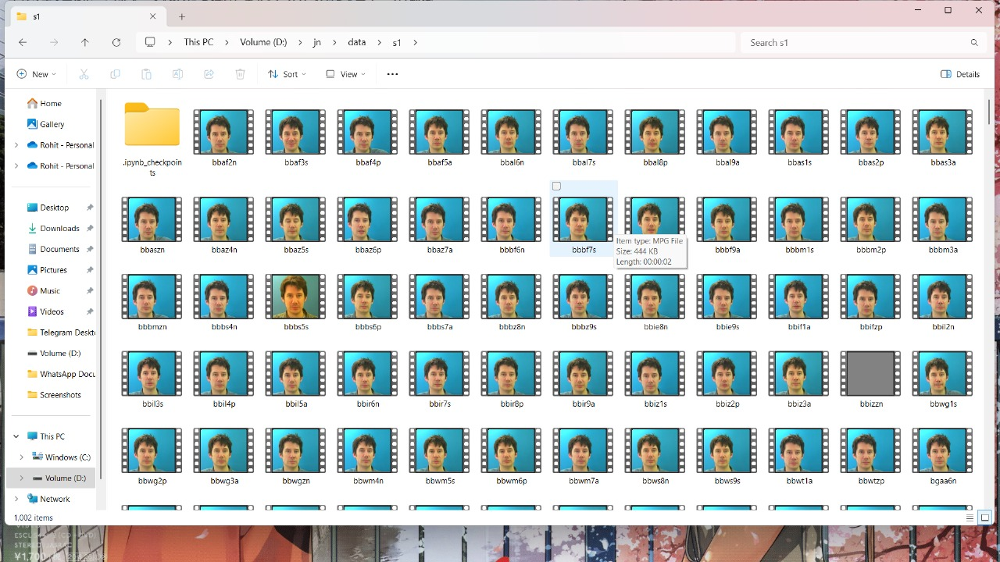 s1
This PC
Volume (D:)
jn
data
s1
Search s1
New
Sort
View
Details
Home
Gallery
Rohit - Personal
Rohit - Personal
Desktop
Downloads
Documents
Pictures
Music
Videos
Telegram Deskto
Volume (D:)
WhatsApp Docu
Screenshots
This PC
Windows (C:)
Volume (D:)
Network
.ipynb_checkpoin
ts
bbaf2n
bbaf3s
bbaf4p
bbaf5a
bbal6n
bbal7s
bbal8p
bbal9a
bbas1s
bbas2p
bbas3a
bbaszn
bbaz4n
bbaz5s
bbaz6p
bbaz7a
bbbf6n
bbbf7s
bbbf9a
bbbm1s
bbbm2p
bbbm3a
Item type: MPG File
Size: 444 KB
Length: 00:00:02
bbbmzn
bbbs4n
bbbs5s
bbbs6p
bbbs7a
bbbz8n
bbbz9s
bbie8n
bbie9s
bbif1a
bbifzp
bbil2n
bbil3s
bbil4p
bbil5a
bbir6n
bbir7s
bbir8p
bbir9a
bbiz1s
bbiz2p
bbiz3a
bbizzn
bbwg1s
bbwg2p
bbwg3a
bbwgzn
bbwm4n
bbwm5s
bbwm6p
bbwm7a
bbws8n
bbws9s
bbwt1a
bbwtzp
bgaa6n
1,002 items
¥1,700